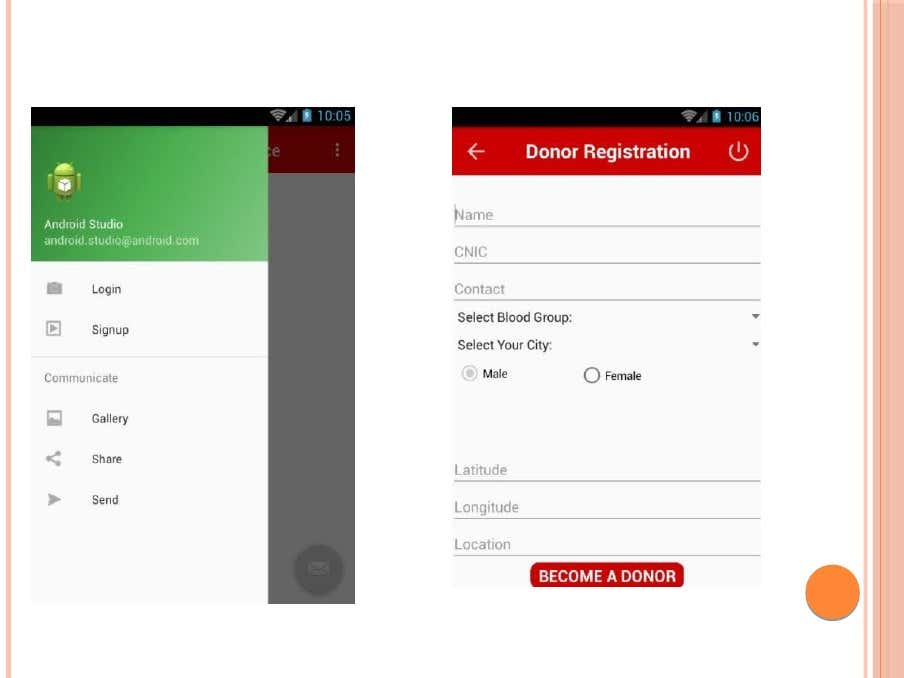 10:05
ce
Android Studio
android.studio@android.com
Login
Signup
Communicate
Gallery
Share
Send
10:06
Donor Registration
Name
CNIC
Contact
Select Blood Group:
Select Your City:
Male Female
Latitude
Longitude
Location
BECOME A DONOR